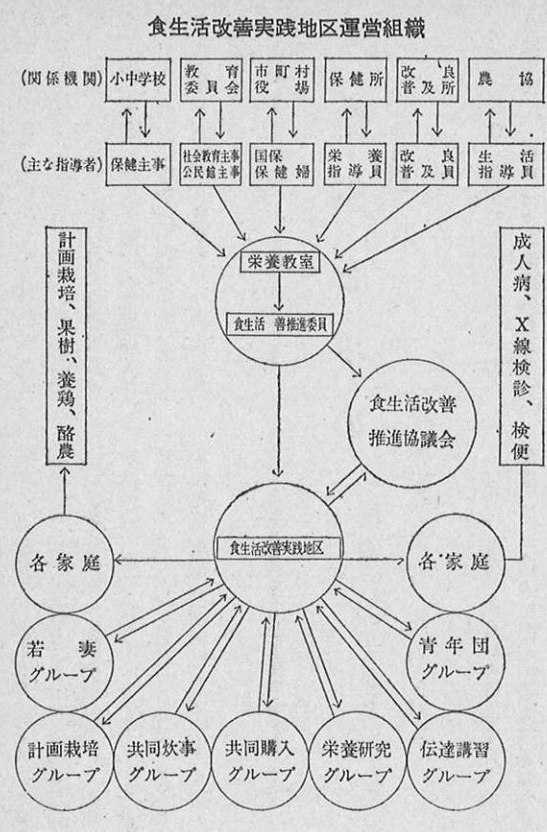 食生活改善実践地区運営組織
(関係機関)
小中学校
教育
委員会
市町村
役場
保健所
改良
普及所
農協
(主な指導者)
保健主事
社会教育主事
公民館主事
国保
保健婦
栄養
指導員
改良
普及員
生活
指導員
栄養教室
食生活 善推進委員
計画栽培、果樹、養鶏、酪農
成人病、X線検診、検便
食生活改善
推進協議会
食生活改善実践地区
各家庭
各家庭
若妻
グループ
青年団
グループ
計画栽培
グループ
共同炊事
グループ
共同購入
グループ
栄養研究
グループ
伝達講習
グループ